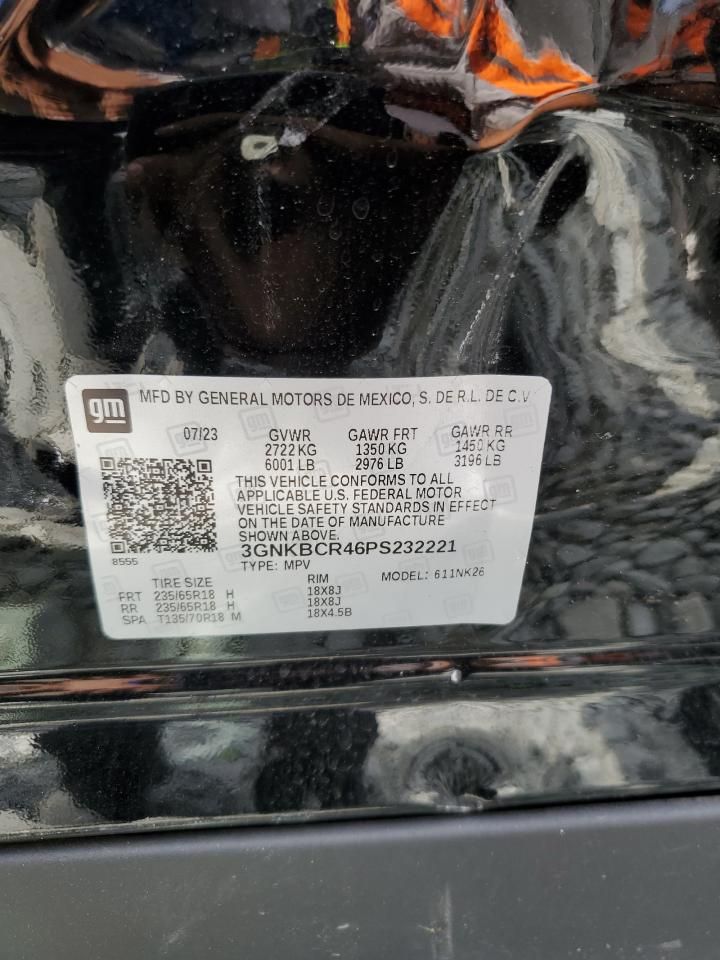 gm MFD BY GENERAL MOTORS DE MEXICO, S. DE R.L. DE C.V
07/23 GVWR GAWR FRT GAWR RR
2722 KG 1350 KG 1450 KG
6001 LB 2976 LB 3196 LB
THIS VEHICLE CONFORMS TO ALL
APPLICABLE U.S. FEDERAL MOTOR
VEHICLE SAFETY STANDARDS IN EFFECT
ON THE DATE OF MANUFACTURE
SHOWN ABOVE.
3GNKBCR46PS232221
8555
TYPE: MPV MODEL: 611NK26
TIRE SIZE RIM
FRT 235/65R18 H 18X8J
RR 235/65R18 H 18X8J
SPA T135/70R18 M 18X4.5B